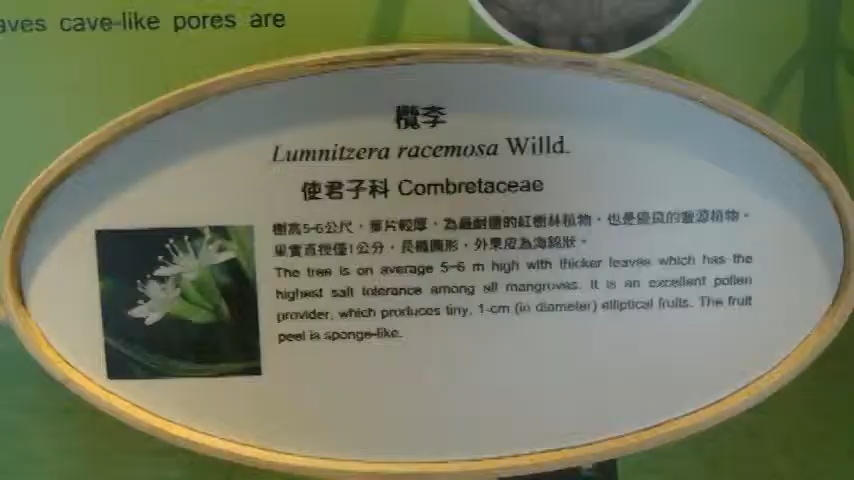 aves cave-like pores are
欖李
Lumnitzera racemosa Willd.
使君子科 Combretaceae
樹高5-6公尺，葉片較厚，為最耐鹽的紅樹林植物，也是優良的蜜源植物。
果實直徑僅1公分，長橢圓形，外果皮為海綿狀。
The tree is on average 5-6 m high with thicker leaves which has the
highest salt tolerance among all mangroves. It is an excellent pollen
provider, which produces tiny, 1-cm (in diameter) elliptical fruits. The fruit
peel is sponge-like.